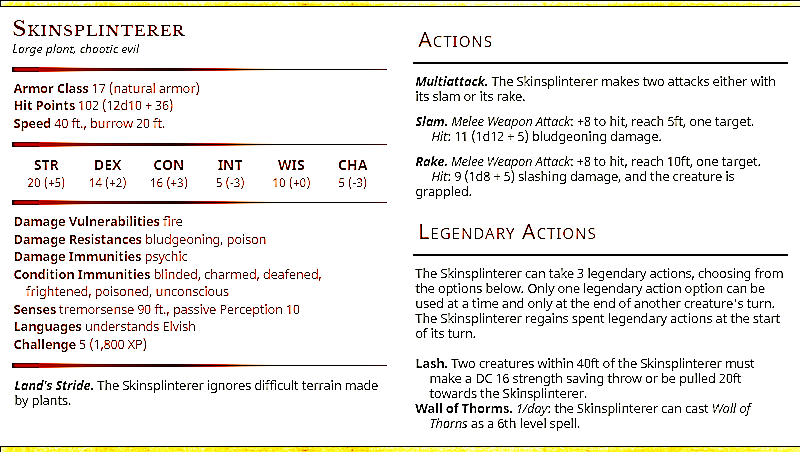 Skinsplinterer
Large plant, chaotic evil
Armor Class 17 (natural armor)
Hit Points 102 (12d10 + 36)
Speed 40 ft., burrow 20 ft.
STR DEX CON INT WIS CHA
20 (+5) 14 (+2) 16 (+3) 5 (-3) 10 (+0) 5 (-3)
Damage Vulnerabilities fire
Damage Resistances bludgeoning, poison
Damage Immunities psychic
Condition Immunities blinded, charmed, deafened,
frightened, poisoned, unconscious
Senses tremorsense 90 ft., passive Perception 10
Languages understands Elvish
Challenge 5 (1,800 XP)
Land's Stride. The Skinsplinterer ignores difficult terrain made
by plants.
Actions
Multiattack. The Skinsplinterer makes two attacks either with
its slam or its rake.
Slam. Melee Weapon Attack: +8 to hit, reach 5ft, one target.
Hit: 11 (1d12 + 5) bludgeoning damage.
Rake. Melee Weapon Attack: +8 to hit, reach 10ft, one target.
Hit: 9 (1d8 + 5) slashing damage, and the creature is
grappled.
Legendary Actions
The Skinsplinterer can take 3 legendary actions, choosing from
the options below. Only one legendary action option can be
used at a time and only at the end of another creature's turn.
The Skinsplinterer regains spent legendary actions at the start
of its turn.
Lash. Two creatures within 40ft of the Skinsplinterer must
make a DC 16 strength saving throw or be pulled 20ft
towards the Skinsplinterer.
Wall of Thorms. 1/day: the Skinsplinterer can cast Wall of
Thorns as a 6th level spell.